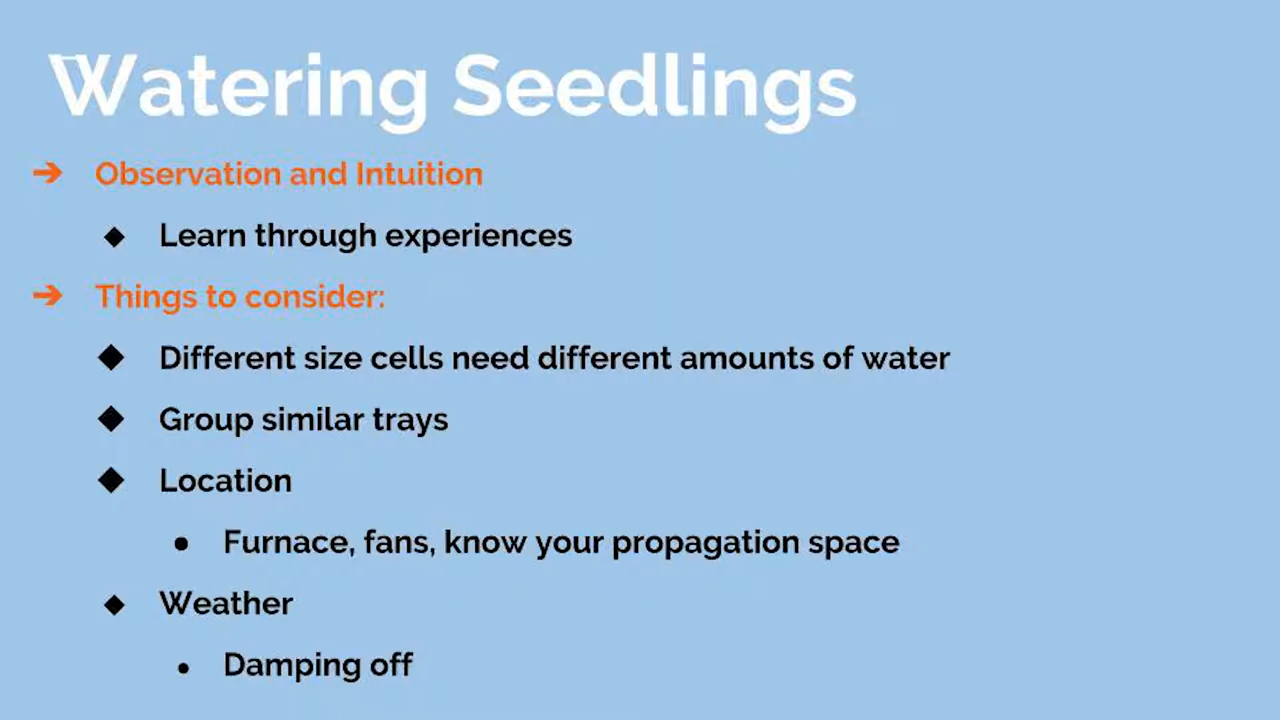 Watering Seedlings
➔ Observation and Intuition
◆ Learn through experiences
➔ Things to consider:
◆ Different size cells need different amounts of water
◆ Group similar trays
◆ Location
● Furnace, fans, know your propagation space
◆ Weather
● Damping off